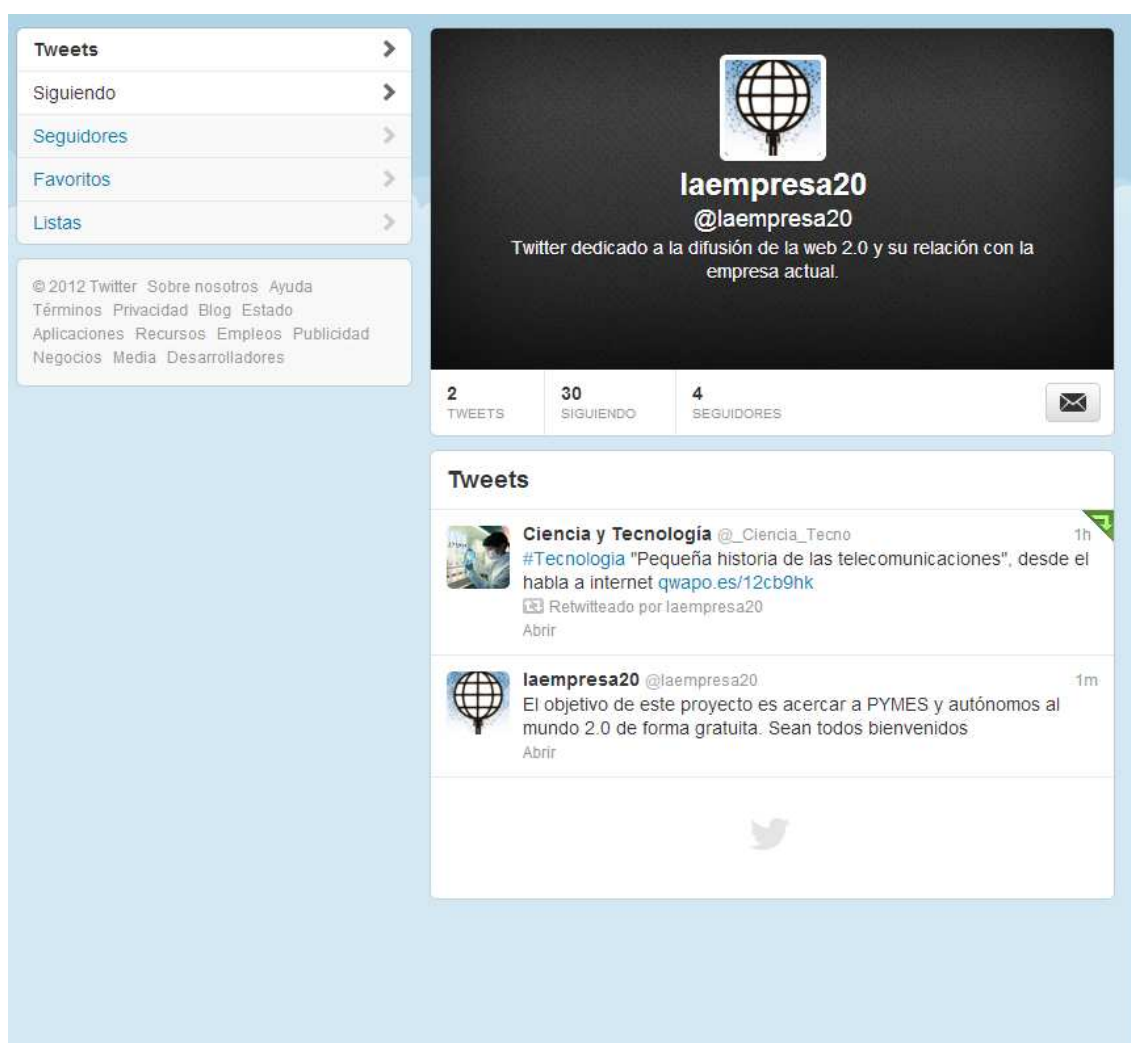 Tweets
Siguiendo
Seguidores
Favoritos
Listas
© 2012 Twitter Sobre nosotros Ayuda
Términos Privacidad Blog Estado
Aplicaciones Recursos Empleos Publicidad
Negocios Media Desarrolladores
laempresa20
@laempresa20
Twitter dedicado a la difusión de la web 2.0 y su relación con la
empresa actual.
2 30 4
TWEETS SIGUIENDO SEGUIDORES
Tweets
Ciencia y Tecnología @_Ciencia_Tecno 1h
#Tecnologia "Pequeña historia de las telecomunicaciones", desde el
habla a internet qwapo.es/12cb9hk
Retwitteado por laempresa20
Abrir
laempresa20 @laempresa20 1m
El objetivo de este proyecto es acercar a PYMES y autónomos al
mundo 2.0 de forma gratuita. Sean todos bienvenidos
Abrir